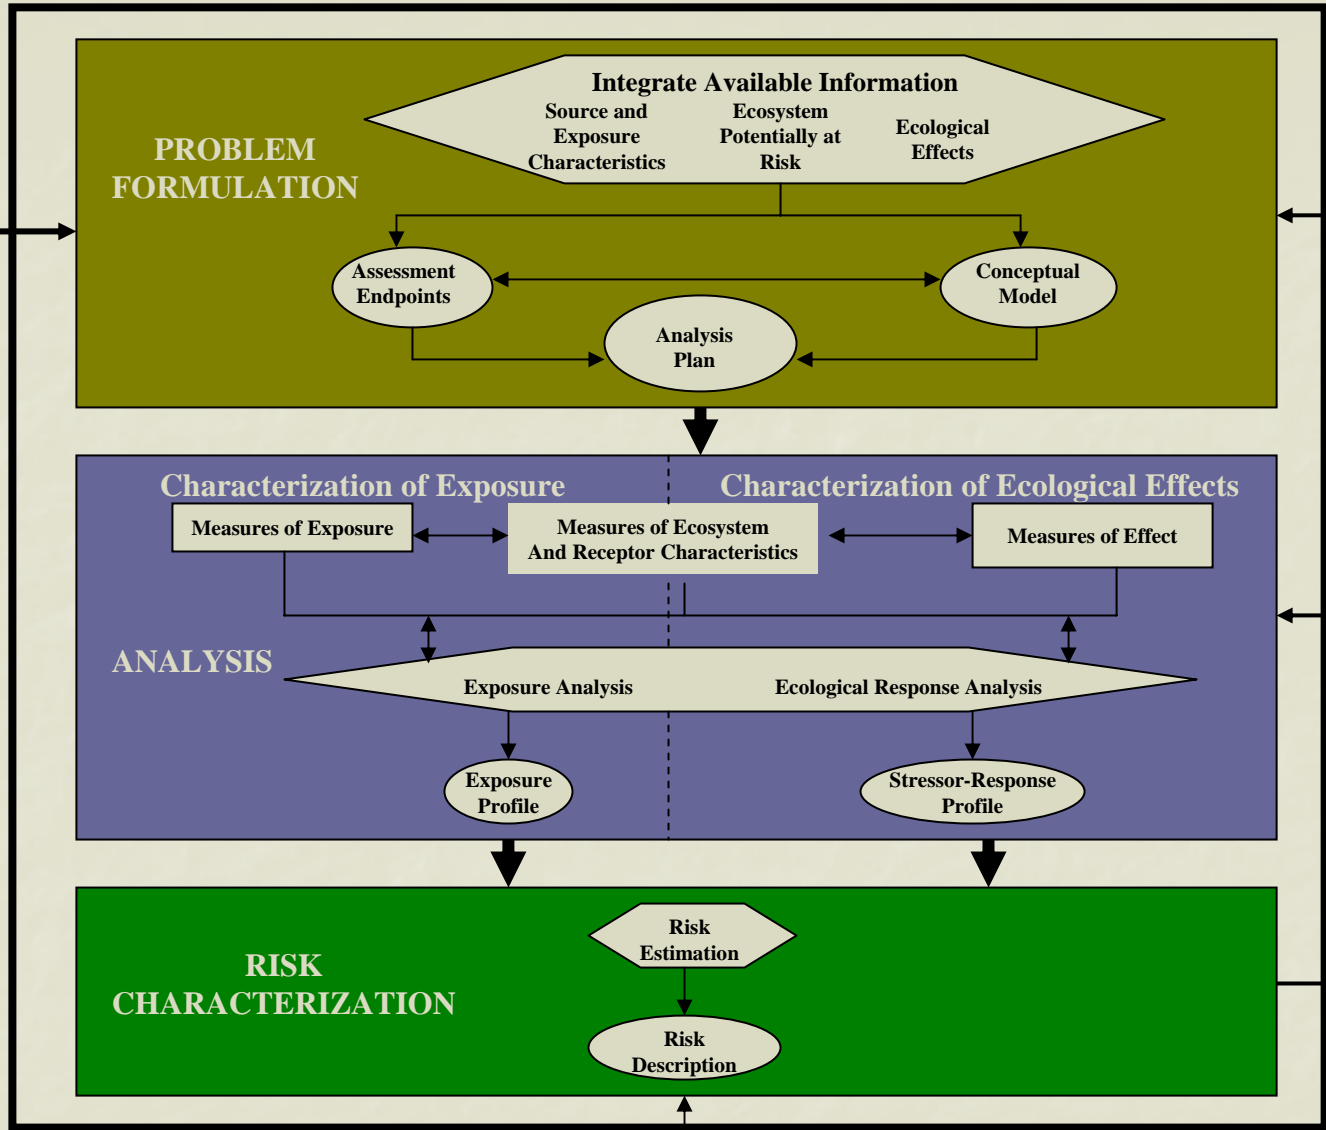 Integrate Available Information
Source and
Exposure
Characteristics
Ecosystem
Potentially at
Risk
Ecological
Effects
PROBLEM
FORMULATION
Assessment
Endpoints
Conceptual
Model
Analysis
Plan
Characterization of Exposure
Characterization of Ecological Effects
Measures of Exposure
Measures of Ecosystem
And Receptor Characteristics
Measures of Effect
ANALYSIS
Exposure Analysis
Ecological Response Analysis
Exposure
Profile
Stressor-Response
Profile
RISK
CHARACTERIZATION
Risk
Estimation
Risk
Description